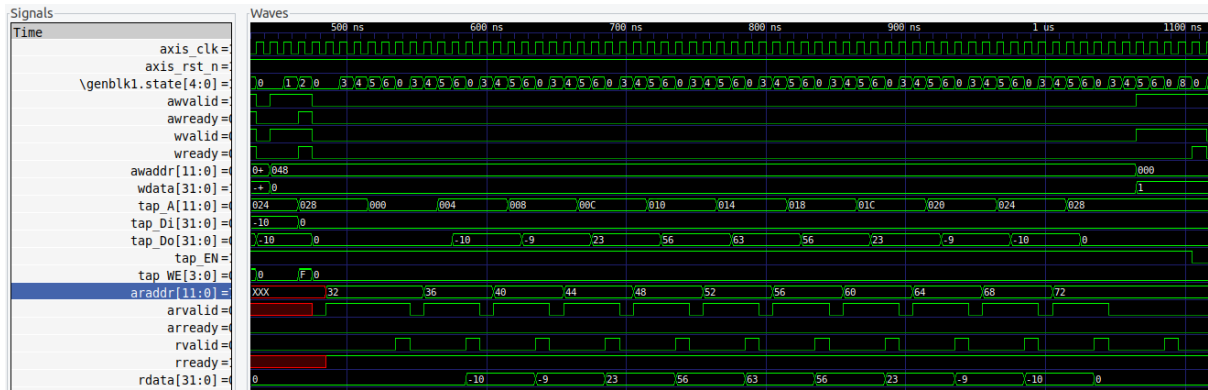 Signals
Waves
Time
500 ns 600 ns 700 ns 800 ns 900 ns 1 us 1100 ns
axis_clk =
axis_rst_n =
\genblk1.state[4:0] = 0 1 2 0 3 4 5 6 0 3 4 5 6 0 3 4 5 6 0 3 4 5 6 0 3 4 5 6 0 3 4 5 6 0 3 4 5 6 0 3 4 5 6 0 3 4 5 6 0 3 4 5 6 0 3 4 5 6 0 3 4 5 6 0 8 0
awvalid =
awready =
wvalid =
wready =
awaddr[11:0] = 0+ 048 000
wdata[31:0] = -+ 0 1
tap_A[11:0] = 024 028 000 004 008 00C 010 014 018 01C 020 024 028
tap_Di[31:0] = -10 0
tap_Do[31:0] = -10 0 -10 -9 23 56 63 56 23 -9 -10 0
tap_EN =
tap_WE[3:0] = 0 F 0
araddr[11:0] = XXX 32 36 40 44 48 52 56 60 64 68 72
arvalid =
arready =
rvalid =
rready =
rdata[31:0] = 0 -10 -9 23 56 63 56 23 -9 -10 0